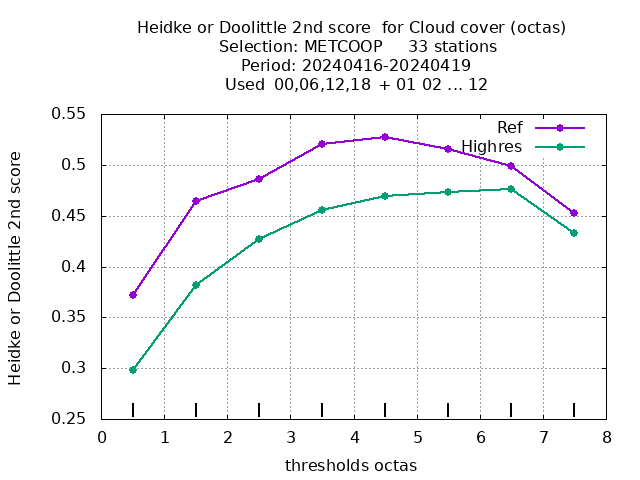 Heidke or Doolittle 2nd score  for Cloud cover (octas)
Selection: METCOOP     33 stations
Period: 20240416-20240419
Used  00,06,12,18 + 01 02 ... 12
Heidke or Doolittle 2nd score
0.55
0.5
0.45
0.4
0.35
0.3
0.25
Ref
Highres
0 1 2 3 4 5 6 7 8
thresholds octas